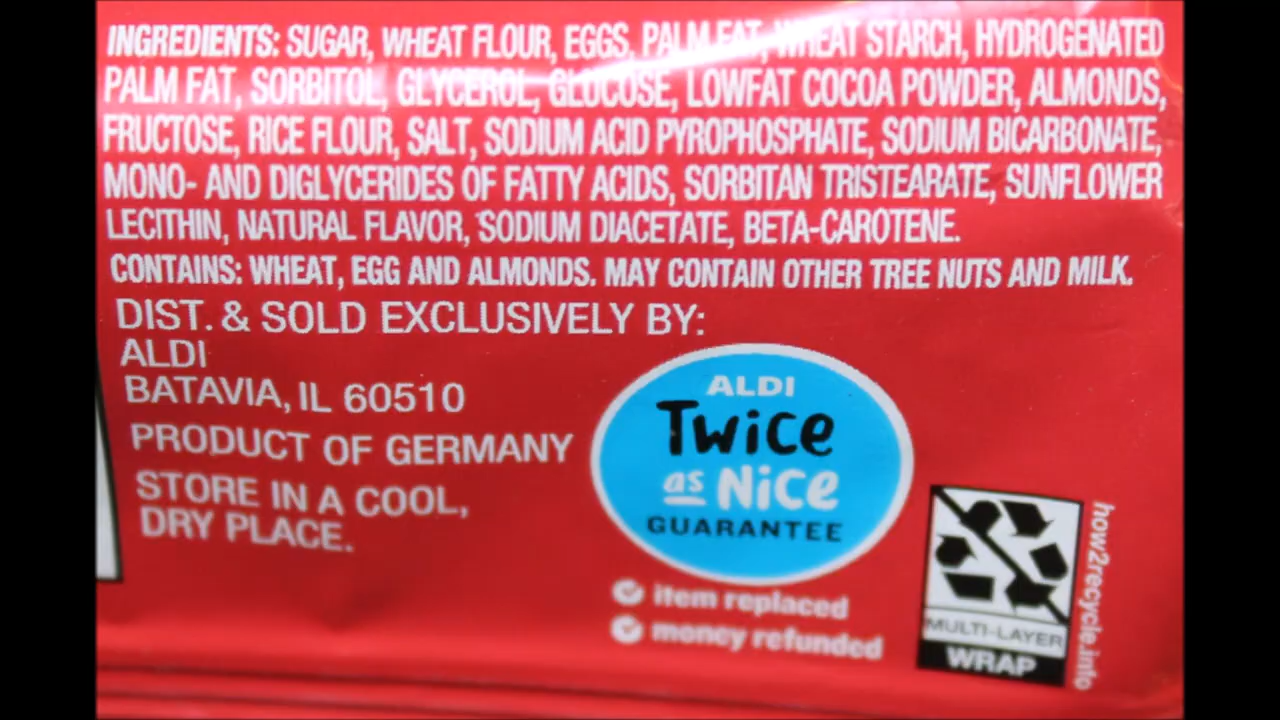 INGREDIENTS: SUGAR, WHEAT FLOUR, EGGS, PALM FAT, WHEAT STARCH, HYDROGENATED
PALM FAT, SORBITOL, GLYCEROL, GLUCOSE, LOWFAT COCOA POWDER, ALMONDS,
FRUCTOSE, RICE FLOUR, SALT, SODIUM ACID PYROPHOSPHATE, SODIUM BICARBONATE,
MONO- AND DIGLYCERIDES OF FATTY ACIDS, SORBITAN TRISTEARATE, SUNFLOWER
LECITHIN, NATURAL FLAVOR, SODIUM DIACETATE, BETA-CAROTENE.
CONTAINS: WHEAT, EGG AND ALMONDS. MAY CONTAIN OTHER TREE NUTS AND MILK.
DIST. & SOLD EXCLUSIVELY BY:
ALDI
BATAVIA, IL 60510
PRODUCT OF GERMANY
STORE IN A COOL,
DRY PLACE.
ALDI
Twice
as Nice
GUARANTEE
item replaced
money refunded
MULTI-LAYER
WRAP
how2recycle.info